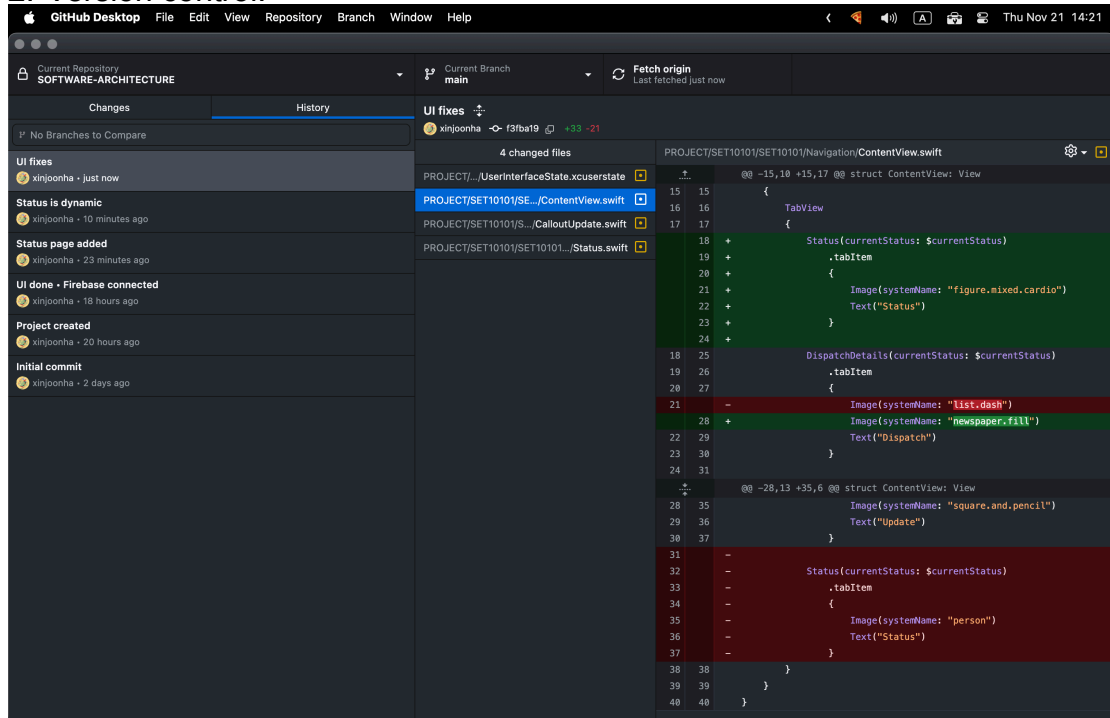 2. Version control:
GitHub Desktop File Edit View Repository Branch Window Help
A
Thu Nov 21 14:21
Current Repository
SOFTWARE-ARCHITECTURE
Current Branch
main
Fetch origin
Last fetched just now
Changes
History
No Branches to Compare
UI fixes
xinjoonha • just now
Status is dynamic
xinjoonha • 10 minutes ago
Status page added
xinjoonha • 23 minutes ago
UI done • Firebase connected
xinjoonha • 18 hours ago
Project created
xinjoonha • 20 hours ago
Initial commit
xinjoonha • 2 days ago
UI fixes
xinjoonha f3fba19 +33 -21
4 changed files
PROJECT/.../UserInterfaceState.xcuserstate
PROJECT/SET10101/SE.../ContentView.swift
PROJECT/SET10101/S.../CalloutUpdate.swift
PROJECT/SET10101/SET10101.../Status.swift
PROJECT/SET10101/SET10101/Navigation/ContentView.swift
@@ -15,10 +15,17 @@ struct ContentView: View
15 15 {
16 16 TabView
17 17 {
18 + Status(currentStatus: $currentStatus)
19 + .tabItem
20 + {
21 + Image(systemName: "figure.mixed.cardio")
22 + Text("Status")
23 + }
24 +
18 25 DispatchDetails(currentStatus: $currentStatus)
19 26 .tabItem
20 27 {
21 - Image(systemName: "list.dash")
28 + Image(systemName: "newspaper.fill")
22 29 Text("Dispatch")
23 30 }
24 31
@@ -28,13 +35,6 @@ struct ContentView: View
28 35 Image(systemName: "square.and.pencil")
29 36 Text("Update")
30 37 }
31 -
32 - Status(currentStatus: $currentStatus)
33 - .tabItem
34 - {
35 - Image(systemName: "person")
36 - Text("Status")
37 - }
38 38 }
39 39 }
40 40 }